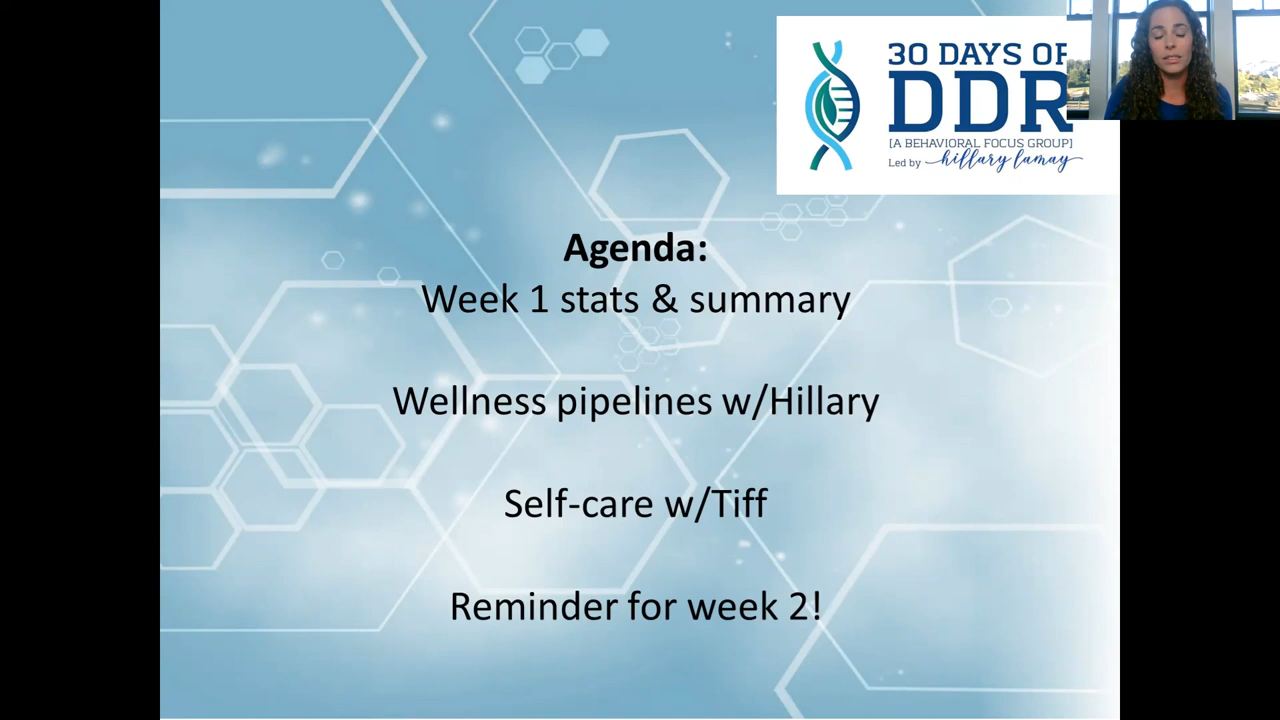 30 DAYS OF
DDR
[A BEHAVIORAL FOCUS GROUP]
Led by hillary lamay
Agenda:
Week 1 stats & summary
Wellness pipelines w/Hillary
Self-care w/Tiff
Reminder for week 2!